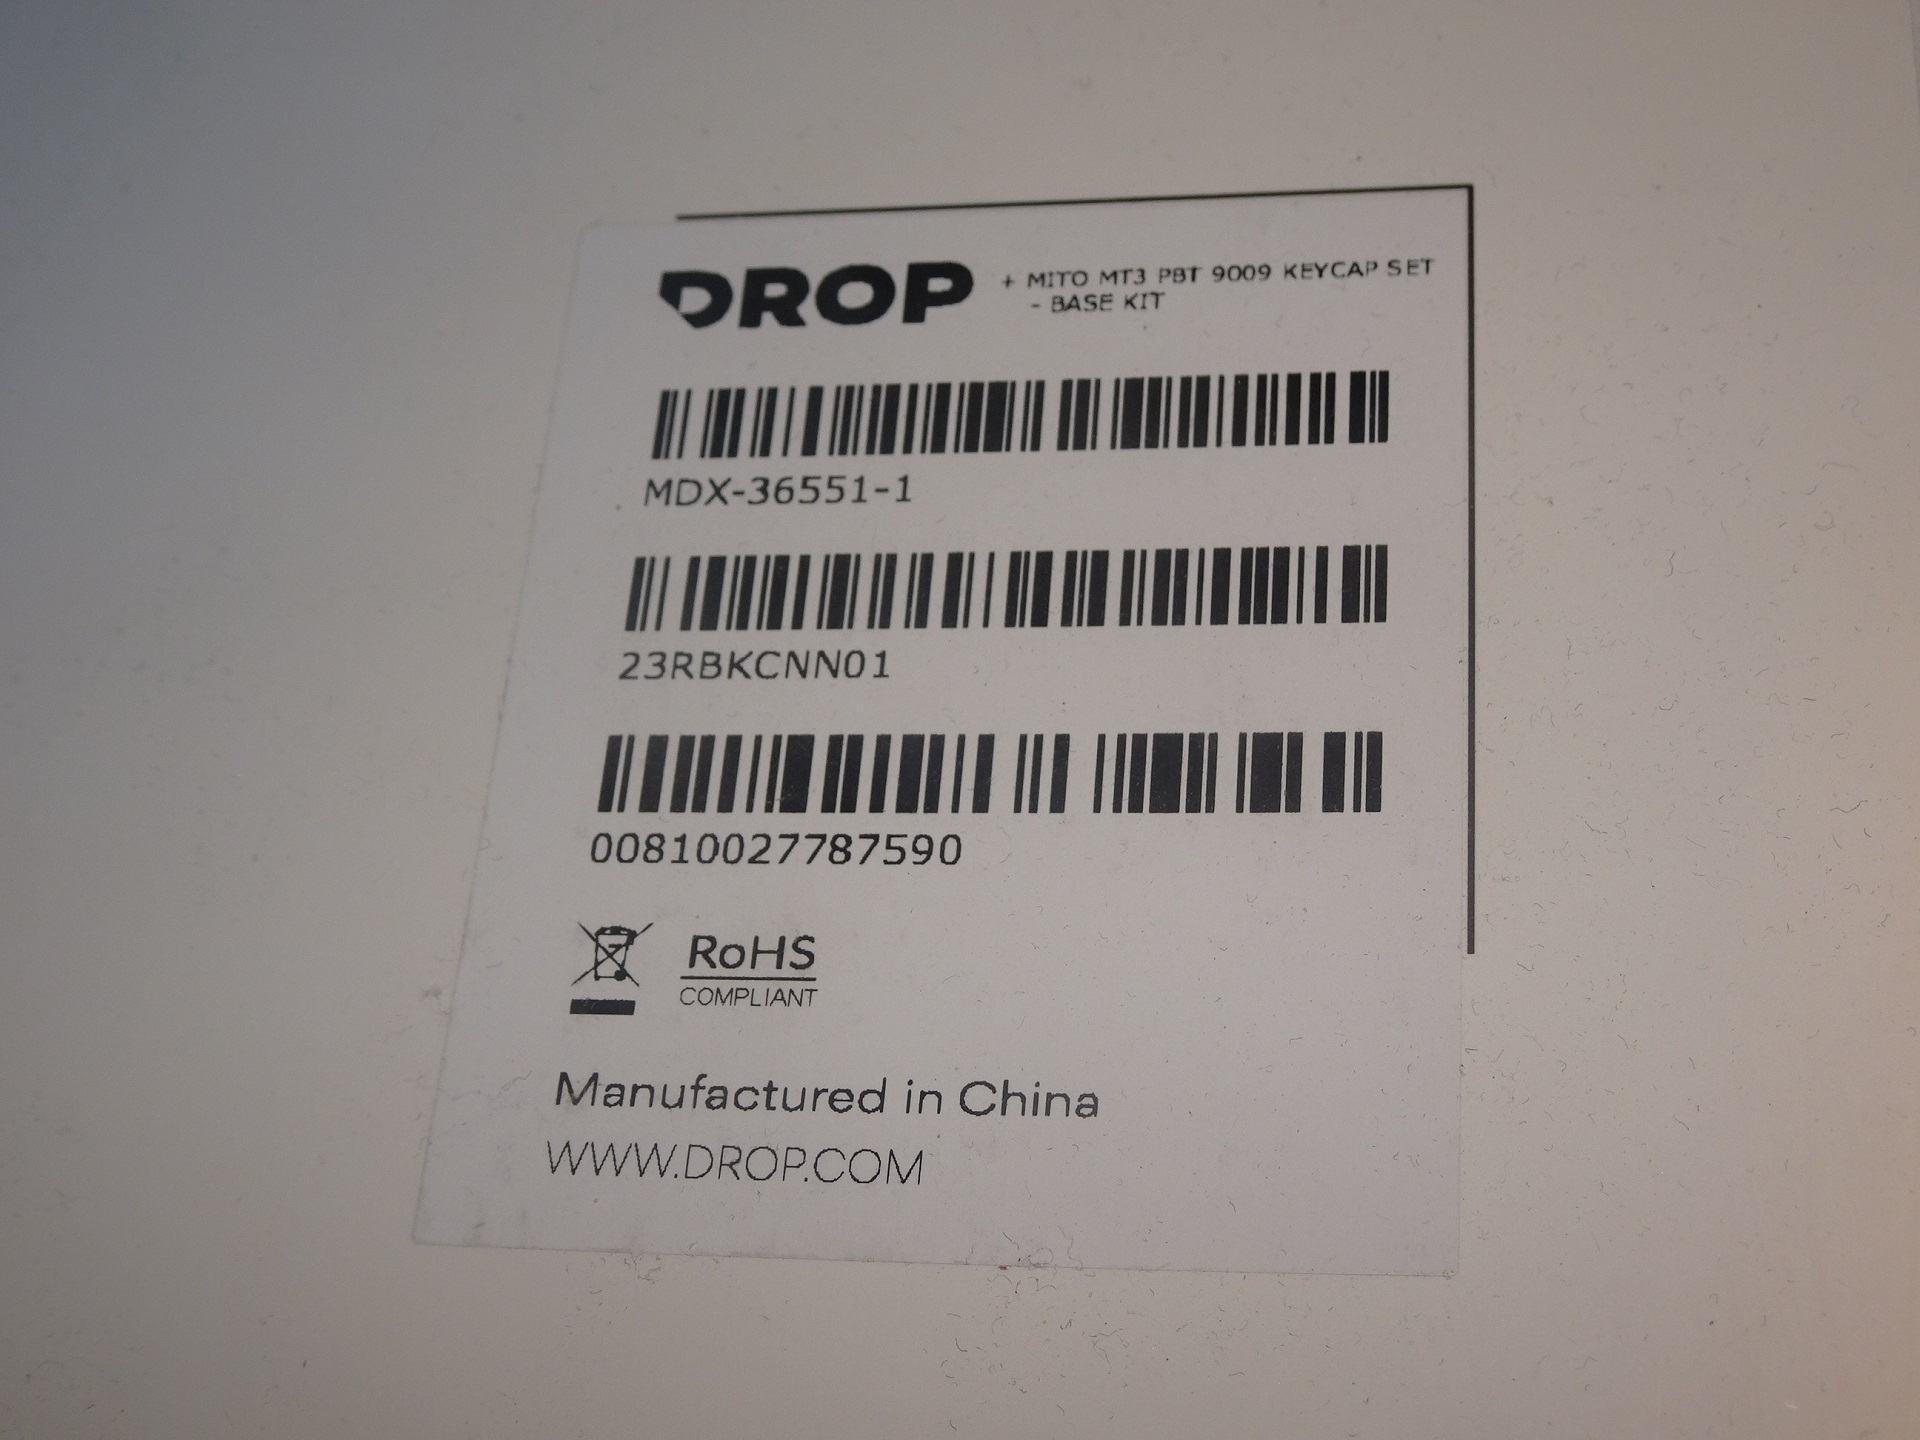 DROP + MITO MT3 PBT 9009 KEYCAP SET
- BASE KIT
MDX-36551-1
23RBKCNN01
00810027787590
RoHS
COMPLIANT
Manufactured in China
WWW.DROP.COM